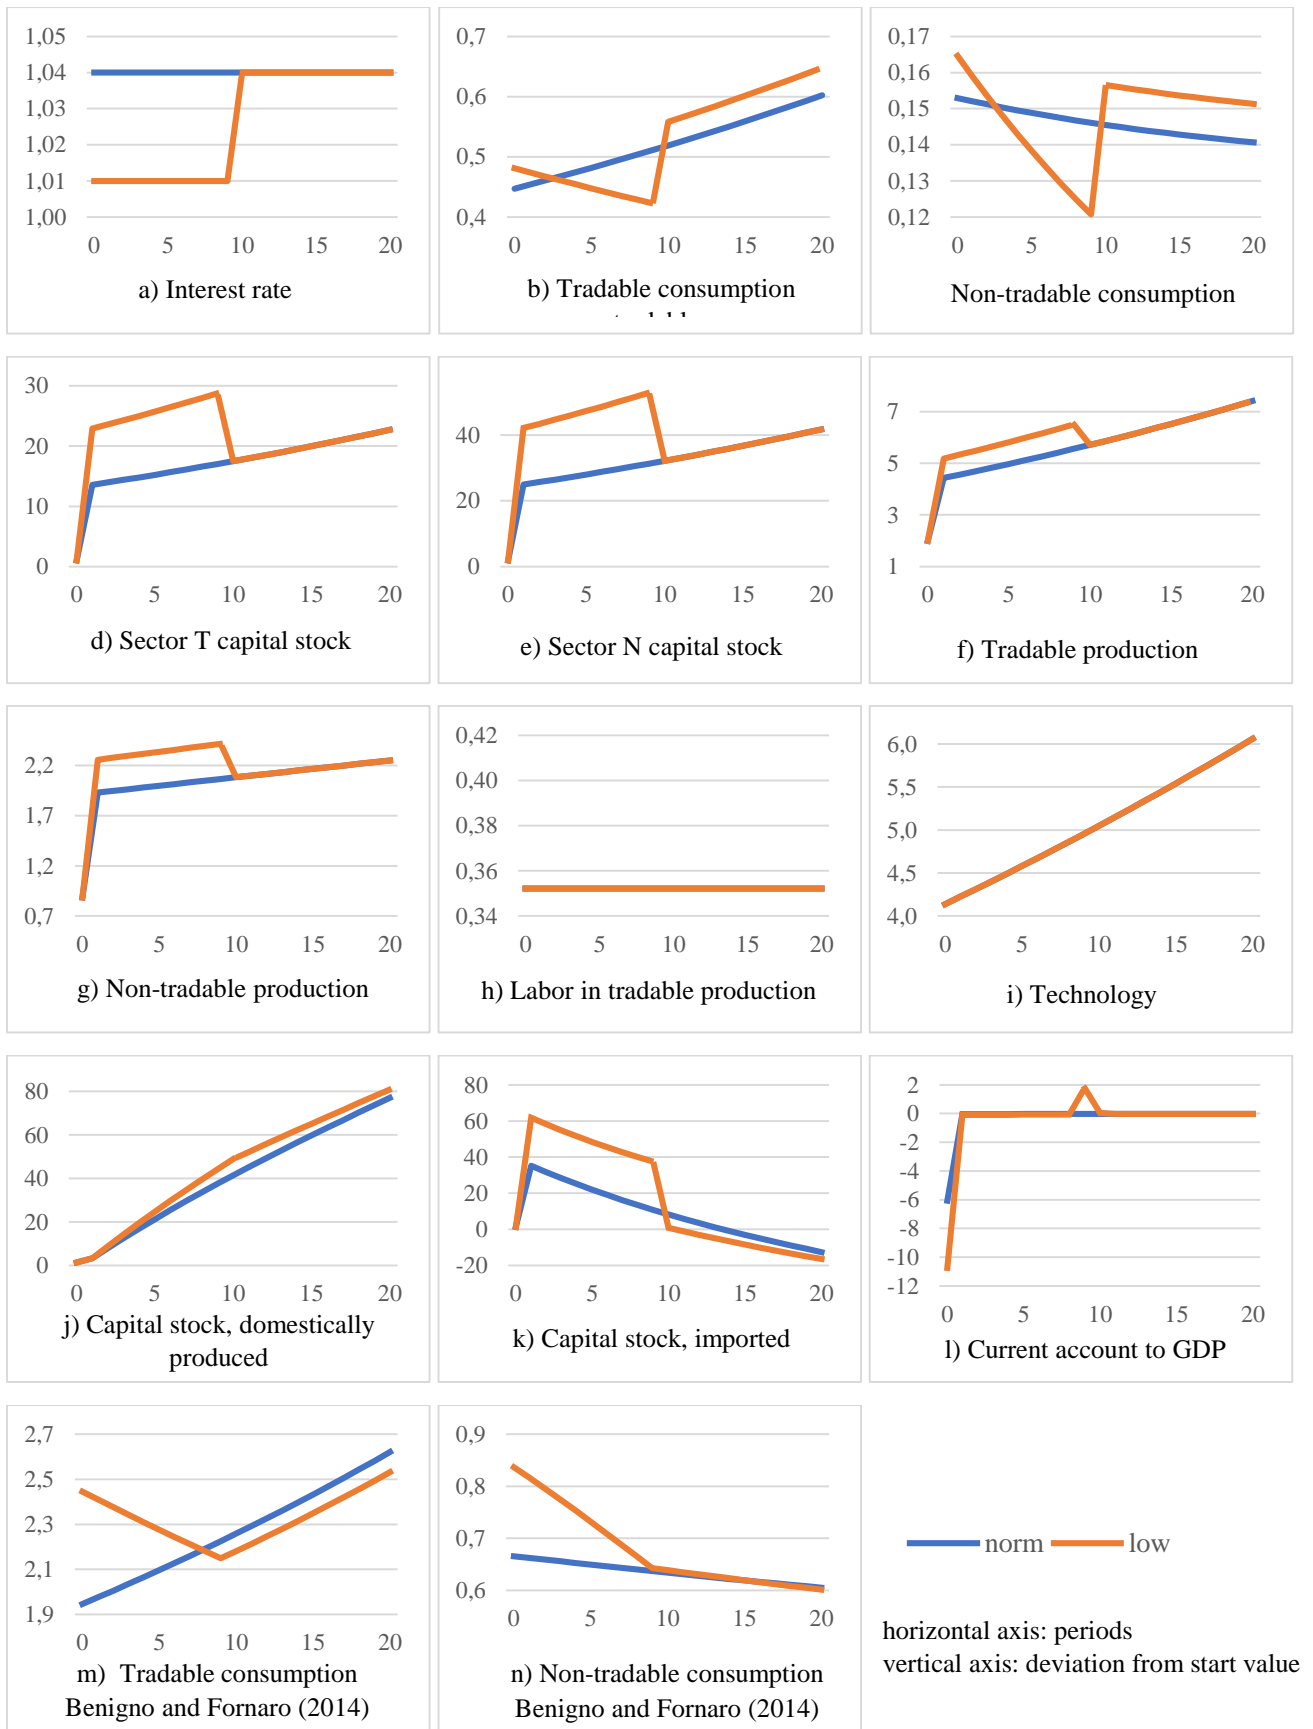 1,05
1,04
1,03
1,02
1,01
1,00
0 5 10 15 20
a) Interest rate
0,7
0,6
0,5
0,4
0 5 10 15 20
b) Tradable consumption
0,17
0,16
0,15
0,14
0,13
0,12
0 5 10 15 20
Non-tradable consumption
30
20
10
0
0 5 10 15 20
d) Sector T capital stock
40
20
0
0 5 10 15 20
e) Sector N capital stock
7
5
3
1
0 5 10 15 20
f) Tradable production
2,2
1,7
1,2
0,7
0 5 10 15 20
g) Non-tradable production
0,42
0,40
0,38
0,36
0,34
0 5 10 15 20
h) Labor in tradable production
6,0
5,5
5,0
4,5
4,0
0 5 10 15 20
i) Technology
80
60
40
20
0
0 5 10 15 20
j) Capital stock, domestically
produced
80
60
40
20
0
-20
0 5 10 15 20
k) Capital stock, imported
2
0
-2
-4
-6
-8
-10
-12
0 5 10 15 20
l) Current account to GDP
2,7
2,5
2,3
2,1
1,9
0 5 10 15 20
m) Tradable consumption
Benigno and Fornaro (2014)
0,9
0,8
0,7
0,6
0 5 10 15 20
n) Non-tradable consumption
Benigno and Fornaro (2014)
norm low
horizontal axis: periods
vertical axis: deviation from start value